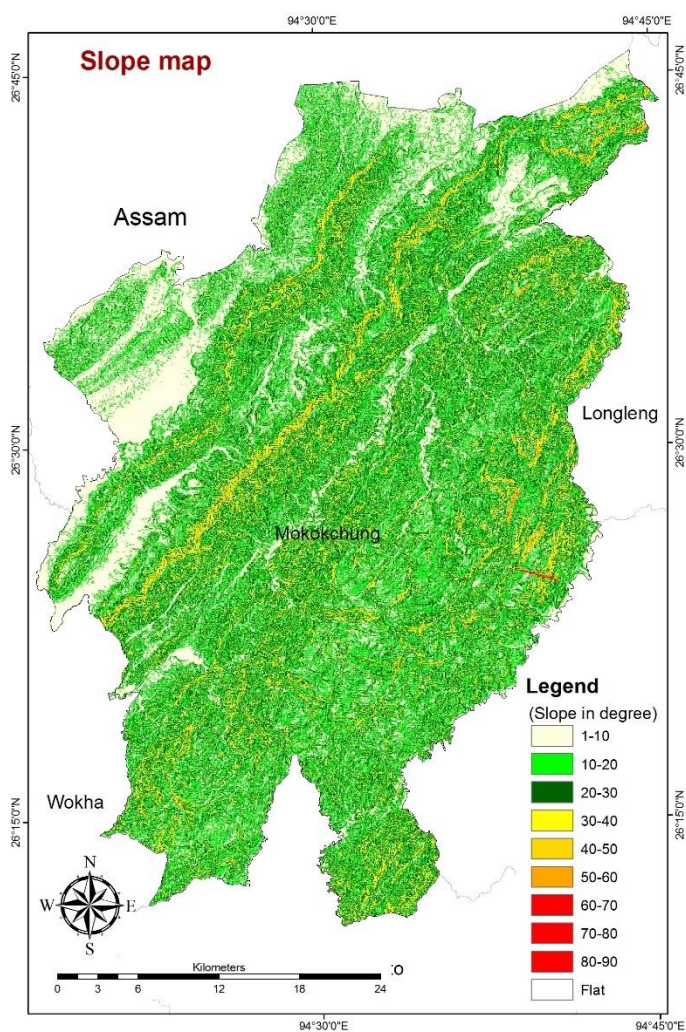 94°30'0"E
94°45'0"E
Slope map
26°45'0"N
26°45'0"N
Assam
Longleng
26°30'0"N
26°30'0"N
Mokokchung
Legend
(Slope in degree)
1-10
10-20
20-30
30-40
40-50
50-60
60-70
70-80
80-90
Flat
Wokha
26°15'0"N
26°15'0"N
N
W
E
S
Kilometers
0 3 6 12 18 24
94°30'0"E
94°45'0"E